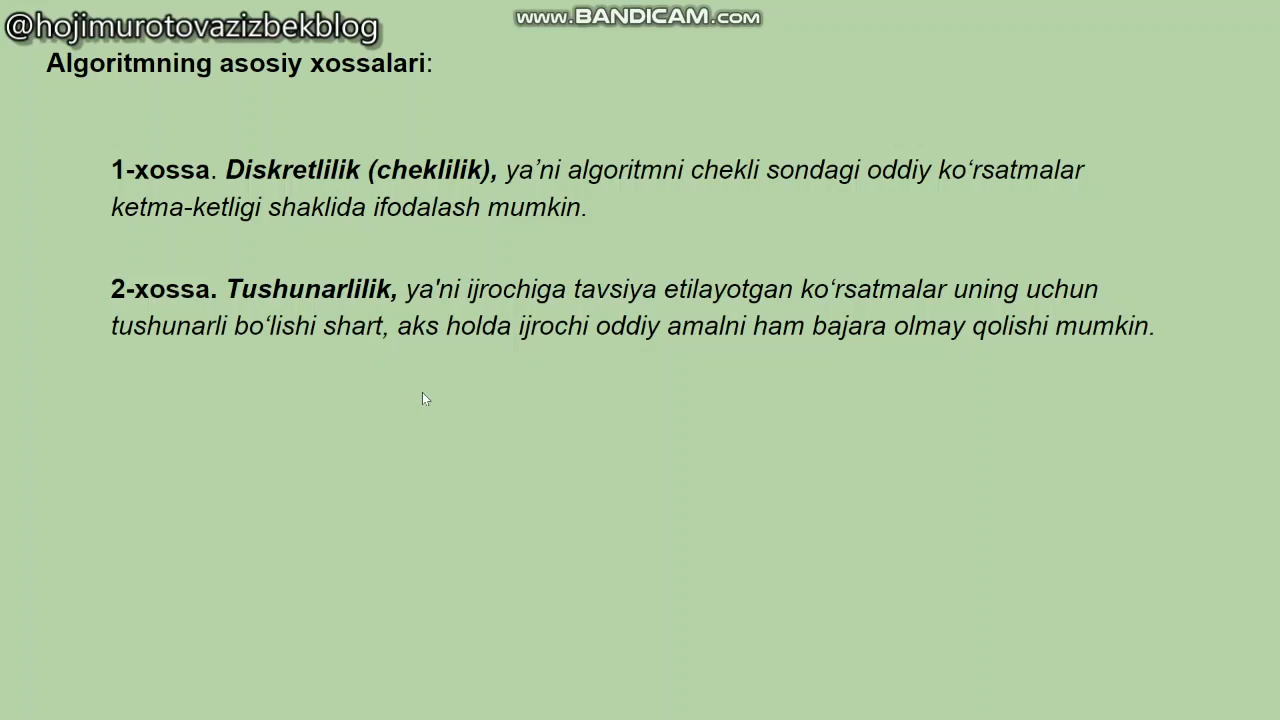 @hojimurotovazizbekblog
www.BANDICAM.com
Algoritmning asosiy xossalari:
1-xossa. Diskretlilik (cheklilik), ya’ni algoritmni chekli sondagi oddiy ko‘rsatmalar
ketma-ketligi shaklida ifodalash mumkin.
2-xossa. Tushunarlilik, ya'ni ijrochiga tavsiya etilayotgan ko‘rsatmalar uning uchun
tushunarli bo‘lishi shart, aks holda ijrochi oddiy amalni ham bajara olmay qolishi mumkin.